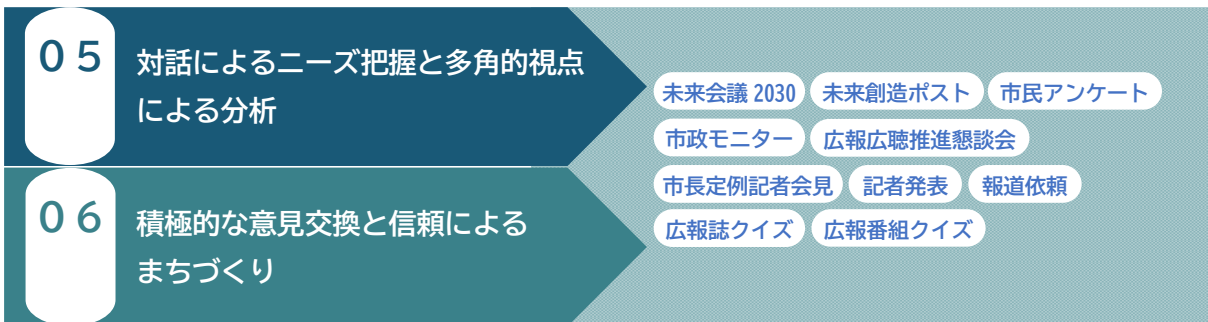 05
対話によるニーズ把握と多角的視点
による分析
未来会議 2030 未来創造ポスト 市民アンケート
市政モニター 広報広聴推進懇談会
市長定例記者会見 記者発表 報道依頼
広報誌クイズ 広報番組クイズ
06
積極的な意見交換と信頼による
まちづくり